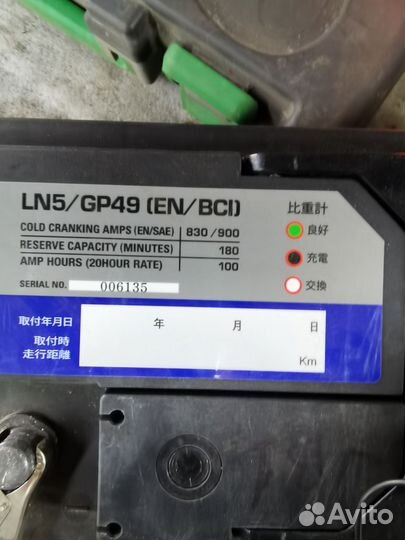 LN5/GP49 (EN/BCI)
COLD CRANKING AMPS (EN/SAE) 830/900
RESERVE CAPACITY (MINUTES) 180
AMP HOURS (20HOUR RATE) 100
SERIAL NO. 006135
比重計
良好
充電
交換
取付年月日 年 月 日
取付時
走行距離 Km
Avito